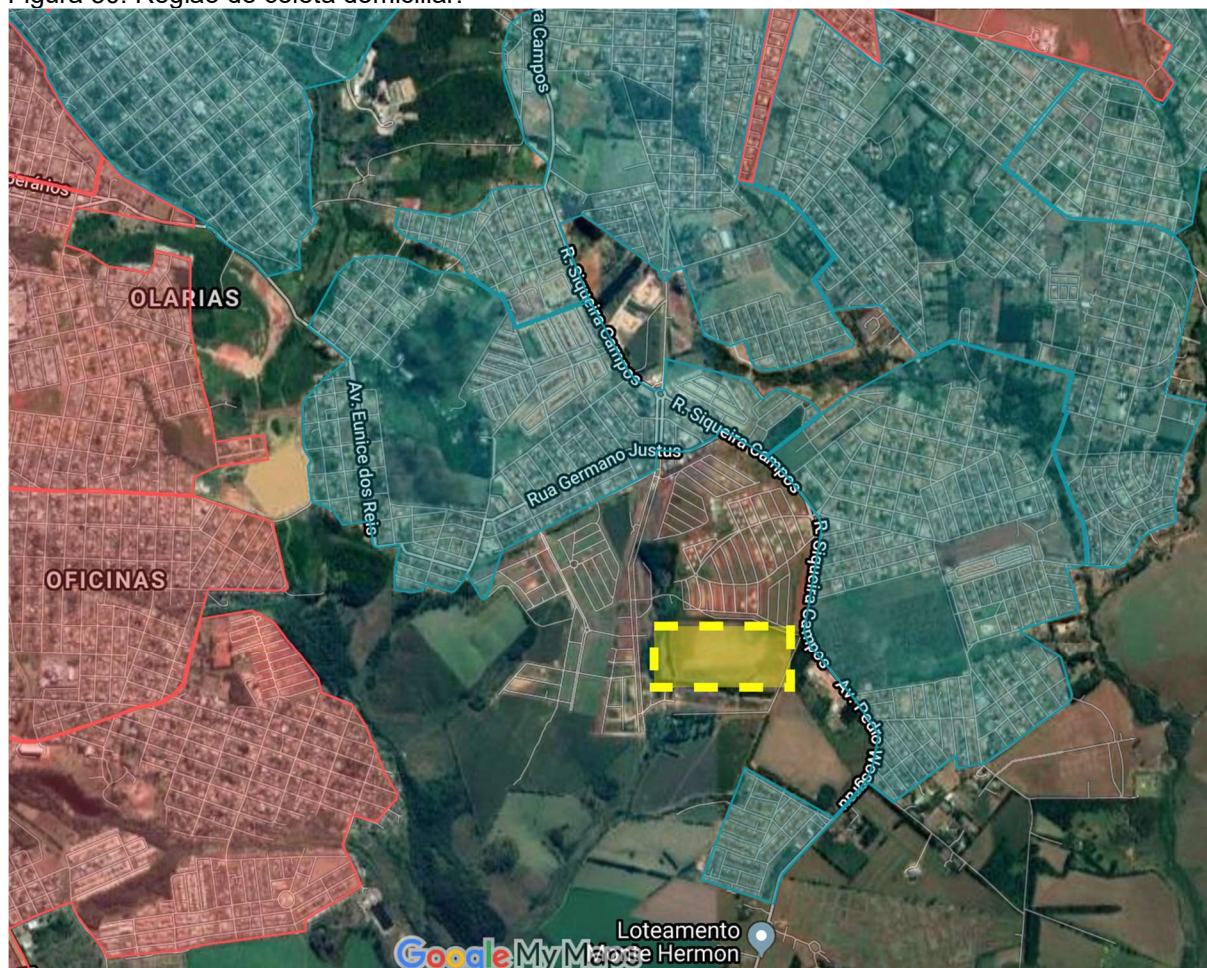 Figura 30. Região de coleta domiciliar.
ra Campos
perários
OLARIAS
R. Siqueira Campos
Av. Eunice dos Reis
R. Siqueira Campos
Rua Germano Justus
R. Siqueira Campos
OFICINAS
Av. Pedro Wosgrau
Loteamento
Monte Hermon
Google My Maps